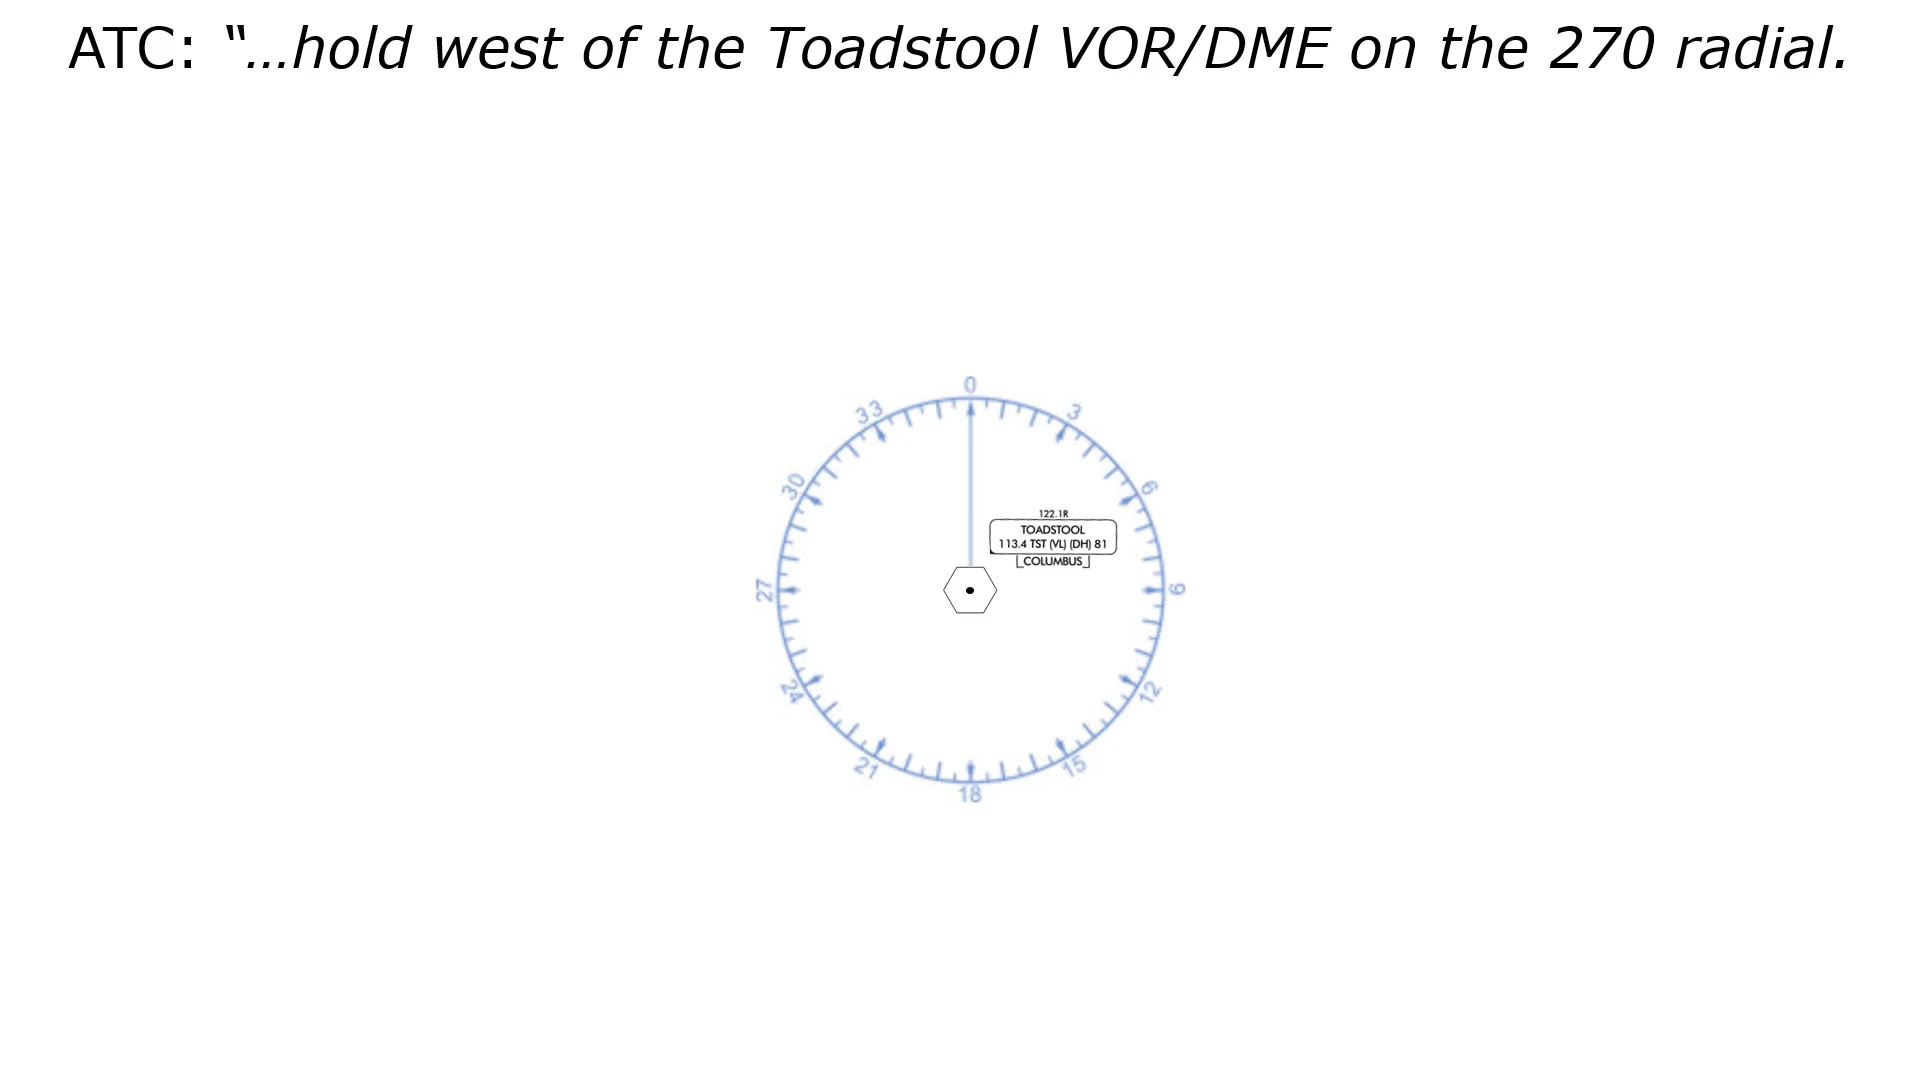 ATC: “…hold west of the Toadstool VOR/DME on the 270 radial.
0
33
3
30
6
122.1R
TOADSTOOL
113.4 TST (VL) (DH) 81
COLUMBUS
27
9
24
12
21
15
18